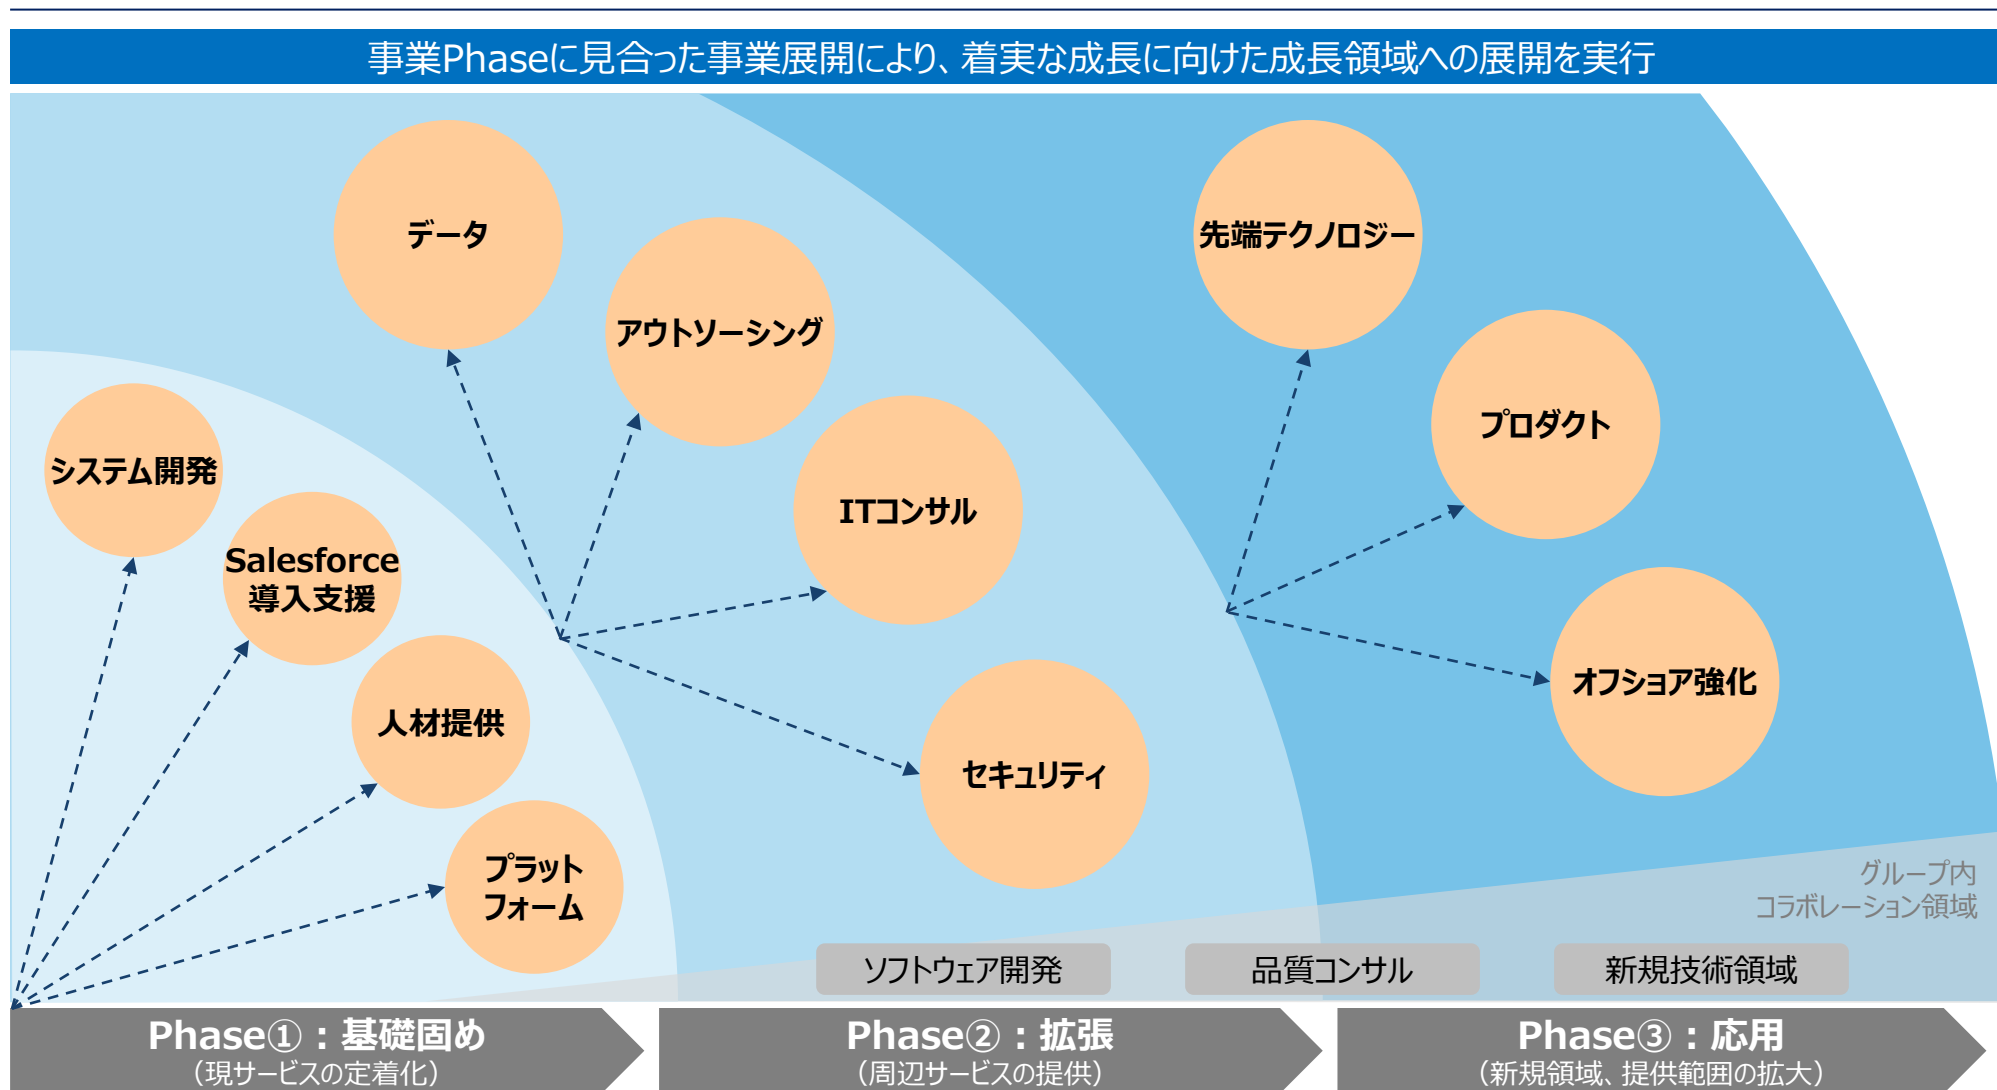 事業Phaseに見合った事業展開により、着実な成長に向けた成長領域への展開を実行
データ
アウトソーシング
ITコンサル
セキュリティ
先端テクノロジー
プロダクト
オフショア強化
システム開発
Salesforce
導入支援
人材提供
プラット
フォーム
グループ内
コラボレーション領域
ソフトウェア開発
品質コンサル
新規技術領域
Phase①：基礎固め
（現サービスの定着化）
Phase②：拡張
（周辺サービスの提供）
Phase③：応用
（新規領域、提供範囲の拡大）